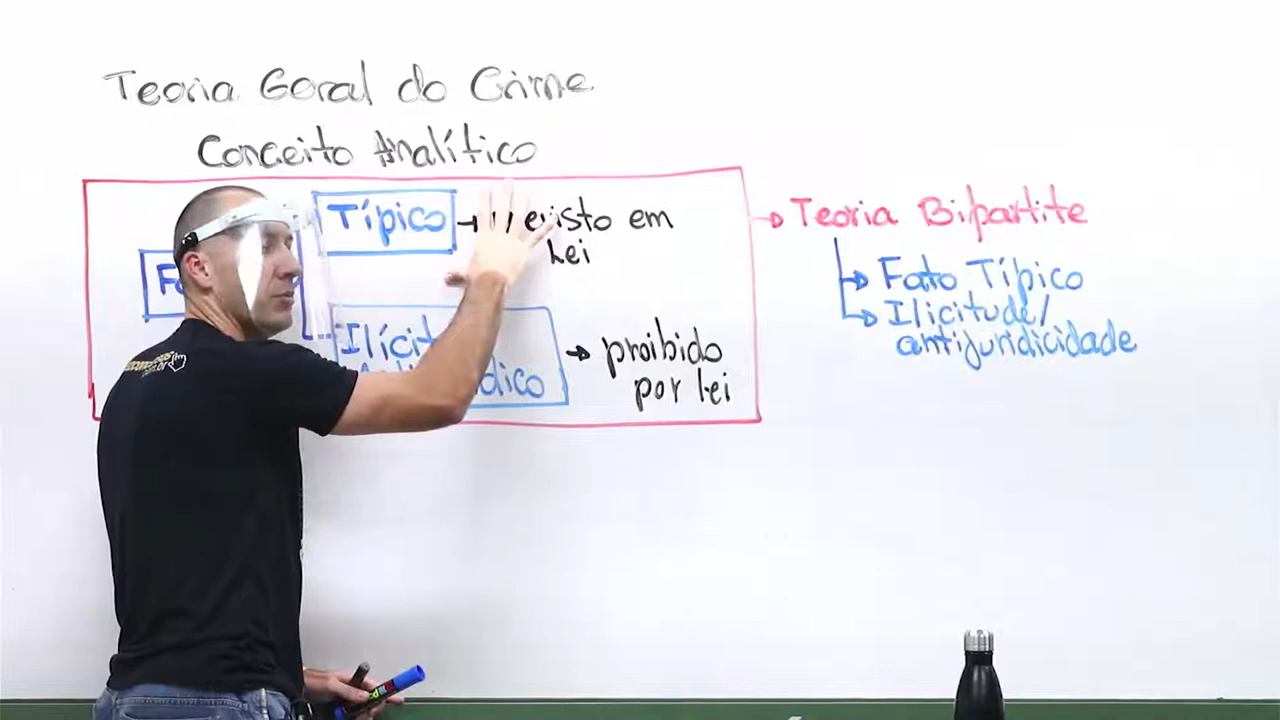 Teoria Geral do Crime
Conceito Analítico
Típico
isto em
Lei
proibido
por lei
Teoria Bipartite
Fato Típico
Ilicitude/
antijuridicidade